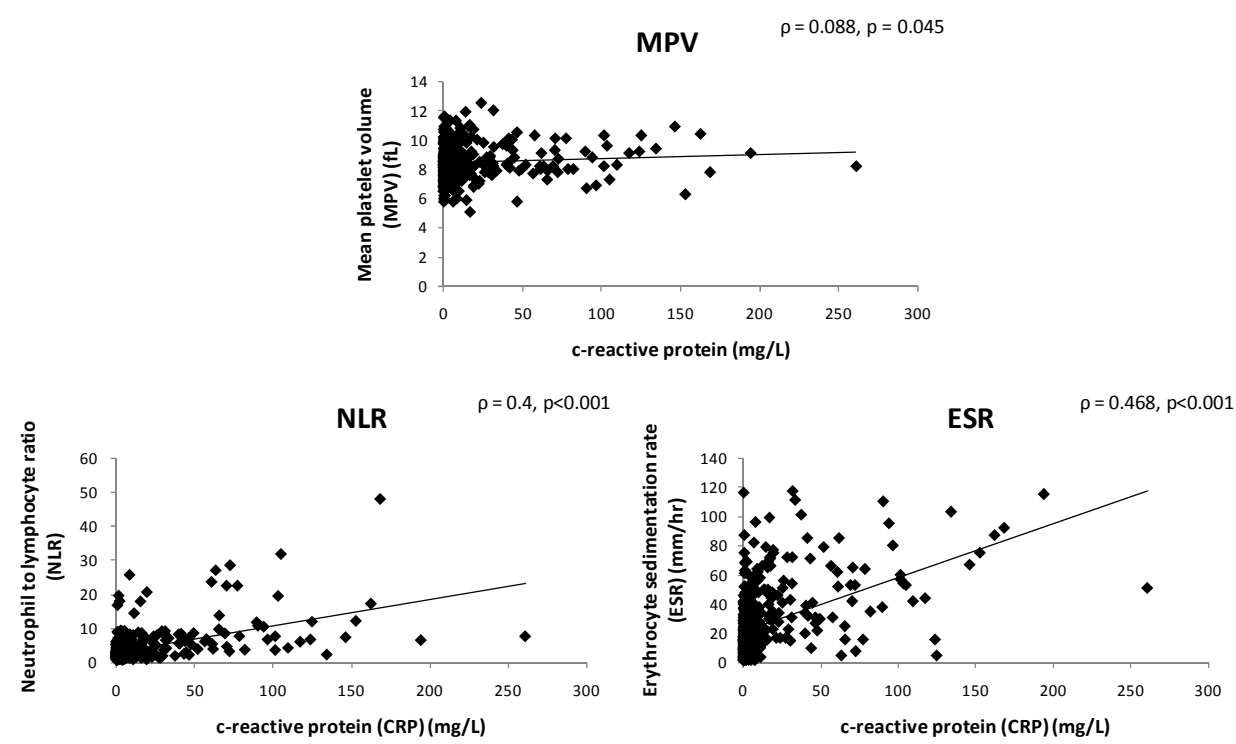 ρ = 0.088, p = 0.045
MPV
Mean platelet volume
(MPV) (fL)
14
12
10
8
6
4
2
0
0 50 100 150 200 250 300
c-reactive protein (mg/L)
ρ = 0.4, p<0.001
NLR
Neutrophil to lymphocyte ratio
(NLR)
60
50
40
30
20
10
0
0 50 100 150 200 250 300
c-reactive protein (CRP) (mg/L)
ρ = 0.468, p<0.001
ESR
Erythrocyte sedimentation rate
(ESR) (mm/hr)
140
120
100
80
60
40
20
0
0 50 100 150 200 250 300
c-reactive protein (CRP) (mg/L)